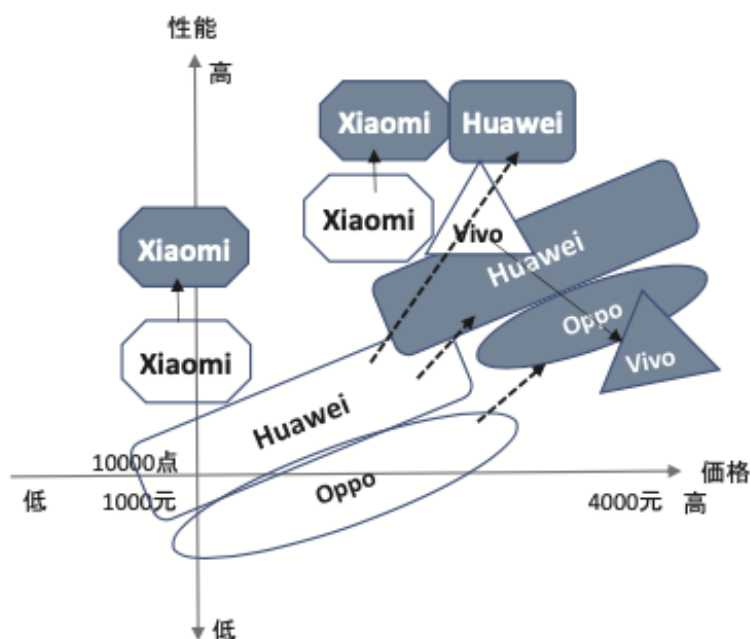 性能
高
Xiaomi
Huawei
Xiaomi
Vivo
Xiaomi
Huawei
Oppo
Vivo
Xiaomi
Huawei
10000点
Oppo
価格
低
1000元
4000元
高
低